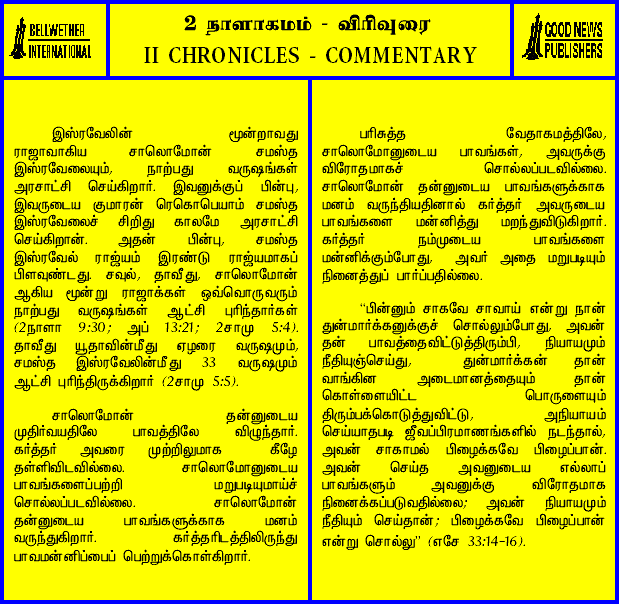 BELLWETHER
INTERNATIONAL
2 நாளாகமம் - விரிவுரை
II CHRONICLES - COMMENTARY
GOOD NEWS
PUBLISHERS
இஸ்ரவேலின் மூன்றாவது
ராஜாவாகிய சாலொமோன் சமஸ்த
இஸ்ரவேலையும், நாற்பது வருஷங்கள்
அரசாட்சி செய்கிறார். இவனுக்குப் பின்பு,
இவருடைய குமாரன் ரெகொபெயாம் சமஸ்த
இஸ்ரவேலைச் சிறிது காலமே அரசாட்சி
செய்கிறான். அதன் பின்பு, சமஸ்த
இஸ்ரவேல் ராஜ்யம் இரண்டு ராஜ்யமாகப்
பிளவுண்டது. சவுல், தாவீது, சாலொமோன்
ஆகிய மூன்று ராஜாக்கள் ஒவ்வொருவரும்
நாற்பது வருஷங்கள் ஆட்சி புரிந்தார்கள்
(2நாளா 9:30; அப் 13:21; 2சாமு 5:4).
தாவீது யூதாவின்மீது ஏழரை வருஷமும்,
சமஸ்த இஸ்ரவேலின்மீது 33 வருஷமும்
ஆட்சி புரிந்திருக்கிறார் (2சாமு 5:5).
சாலொமோன் தன்னுடைய
முதிர்வயதிலே பாவத்திலே விழுந்தார்.
கர்த்தர் அவரை முற்றிலுமாக கீழே
தள்ளிவிடவில்லை. சாலொமோனுடைய
பாவங்களைப்பற்றி மறுபடியுமாய்ச்
சொல்லப்படவில்லை. சாலொமோன்
தன்னுடைய பாவங்களுக்காக மனம்
வருந்துகிறார். கர்த்தரிடத்திலிருந்து
பாவமன்னிப்பைப் பெற்றுக்கொள்கிறார்.
பரிசுத்த வேதாகமத்திலே,
சாலொமோனுடைய பாவங்கள், அவருக்கு
விரோதமாகச் சொல்லப்படவில்லை.
சாலொமோன் தன்னுடைய பாவங்களுக்காக
மனம் வருந்தியதினால் கர்த்தர் அவருடைய
பாவங்களை மன்னித்து மறந்துவிடுகிறார்.
கர்த்தர் நம்முடைய பாவங்களை
மன்னிக்கும்போது, அவர் அதை மறுபடியும்
நினைத்துப் பார்ப்பதில்லை.
“பின்னும் சாகவே சாவாய் என்று நான்
துன்மார்க்கனுக்குச் சொல்லும்போது, அவன்
தன் பாவத்தைவிட்டுத்திரும்பி, நியாயமும்
நீதியுஞ்செய்து, துன்மார்க்கன் தான்
வாங்கின அடைமானத்தையும் தான்
கொள்ளையிட்ட பொருளையும்
திரும்பக்கொடுத்துவிட்டு, அநியாயம்
செய்யாதபடி ஜீவப்பிரமாணங்களில் நடந்தால்,
அவன் சாகாமல் பிழைக்கவே பிழைப்பான்.
அவன் செய்த அவனுடைய எல்லாப்
பாவங்களும் அவனுக்கு விரோதமாக
நினைக்கப்படுவதில்லை; அவன் நியாயமும்
நீதியும் செய்தான்; பிழைக்கவே பிழைப்பான்
என்று சொல்லு” (எசே 33:14-16).